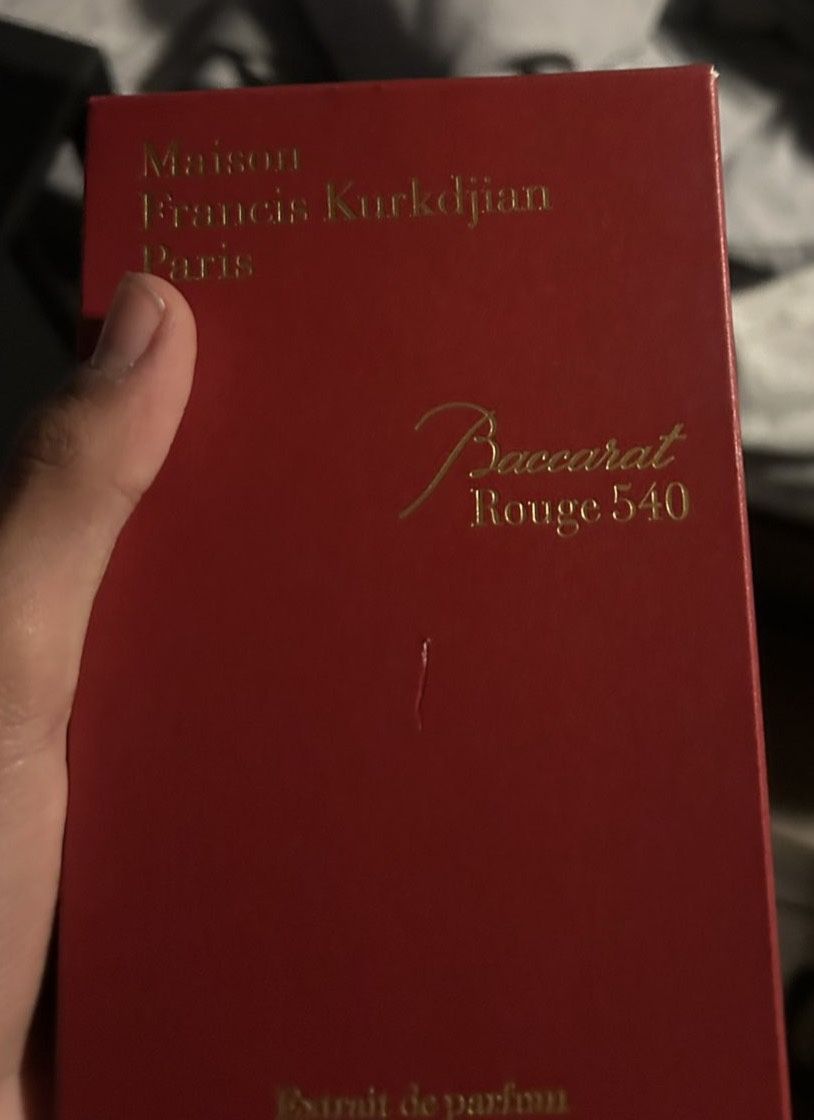 Maison
Francis Kurkdjian
Paris
Baccarat
Rouge 540
Extrait de parfum